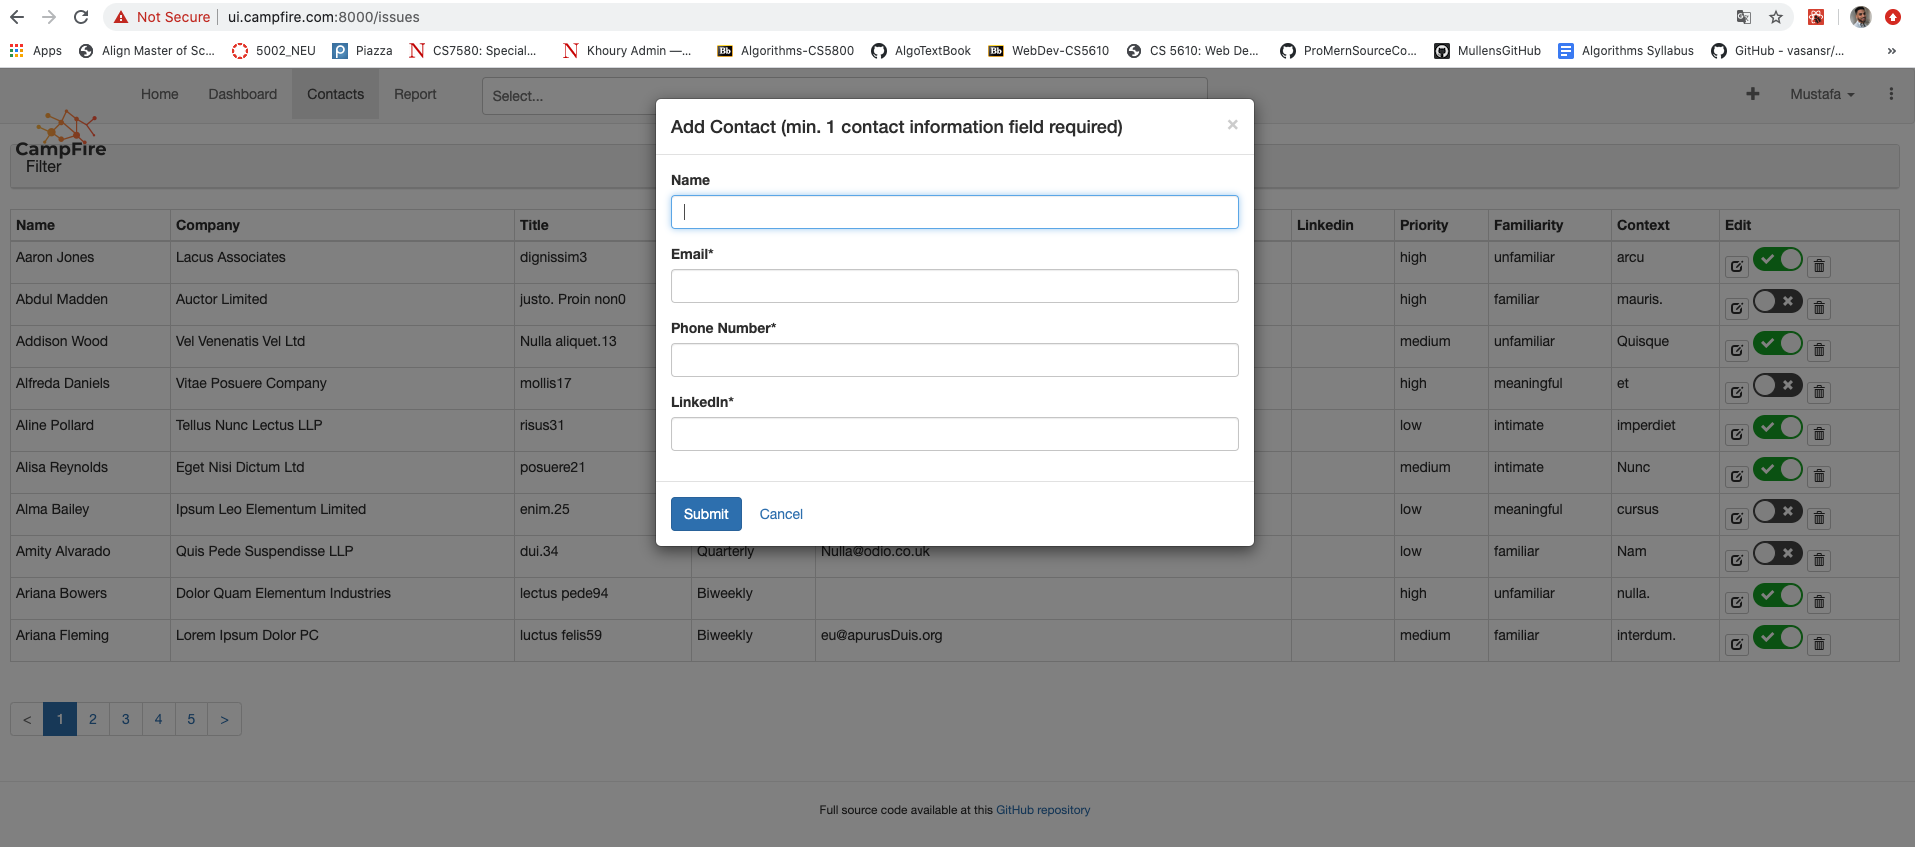 Not Secure | ui.campfire.com:8000/issues
Apps Align Master of Sc... 5002_NEU Piazza CS7580: Special... Khoury Admin —... Algorithms-CS5800 AlgoTextBook WebDev-CS5610 CS 5610: Web De... ProMernSourceCo... MullensGitHub Algorithms Syllabus GitHub - vasansr/... »
CampFire
Home Dashboard Contacts Report Select... Mustafa
Filter
Add Contact (min. 1 contact information field required) ×
Name
Email*
Phone Number*
LinkedIn*
Submit Cancel
Name Company Title Linkedin Priority Familiarity Context Edit
Aaron Jones Lacus Associates dignissim3 high unfamiliar arcu
Abdul Madden Auctor Limited justo. Proin non0 high familiar mauris.
Addison Wood Vel Venenatis Vel Ltd Nulla aliquet.13 medium unfamiliar Quisque
Alfreda Daniels Vitae Posuere Company mollis17 high meaningful et
Aline Pollard Tellus Nunc Lectus LLP risus31 low intimate imperdiet
Alisa Reynolds Eget Nisi Dictum Ltd posuere21 medium intimate Nunc
Alma Bailey Ipsum Leo Elementum Limited enim.25 low meaningful cursus
Amity Alvarado Quis Pede Suspendisse LLP dui.34 Quarterly Nulla@odio.co.uk low familiar Nam
Ariana Bowers Dolor Quam Elementum Industries lectus pede94 Biweekly high unfamiliar nulla.
Ariana Fleming Lorem Ipsum Dolor PC luctus felis59 Biweekly eu@apurusDuis.org medium familiar interdum.
< 1 2 3 4 5 >
Full source code available at this GitHub repository